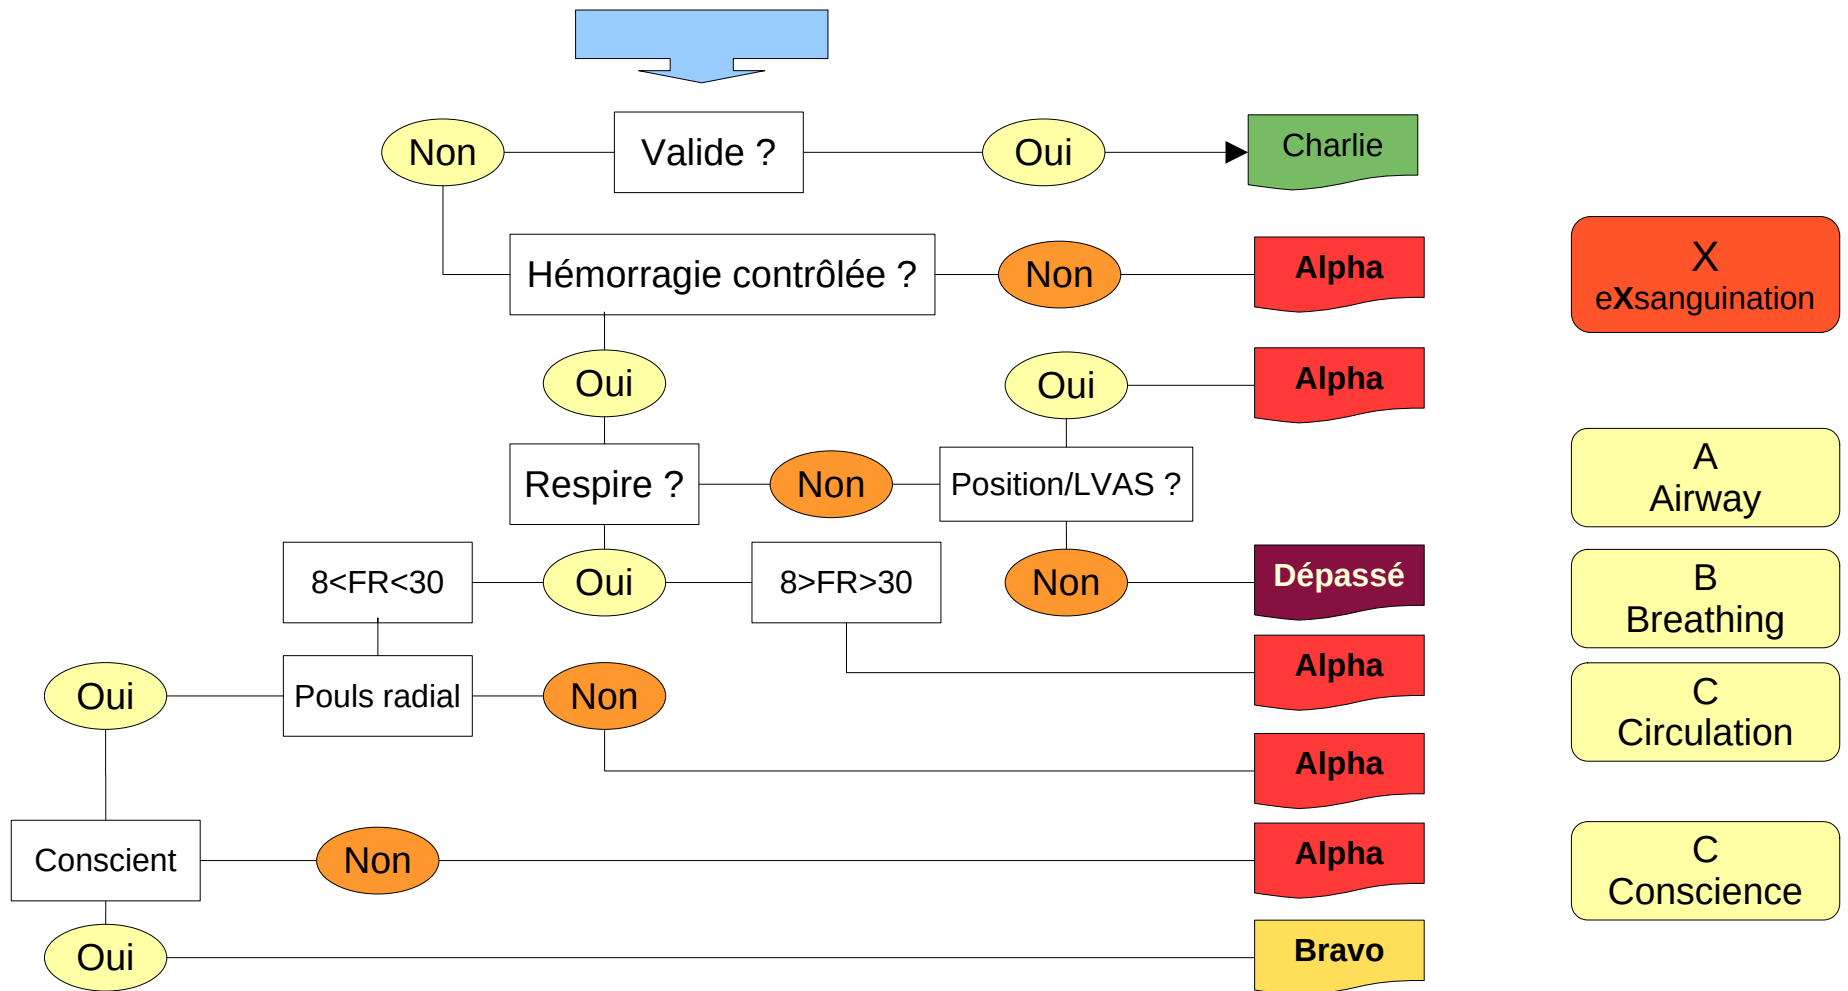 Non
Valide ?
Oui
Charlie
Hémorragie contrôlée ?
Non
Alpha
X
eXsanguination
Oui
Oui
Alpha
Respire ?
Non
Position/LVAS ?
A
Airway
8<FR<30
Oui
8>FR>30
Non
Dépassé
B
Breathing
Oui
Pouls radial
Non
Alpha
C
Circulation
Alpha
Conscient
Non
Alpha
C
Conscience
Oui
Bravo